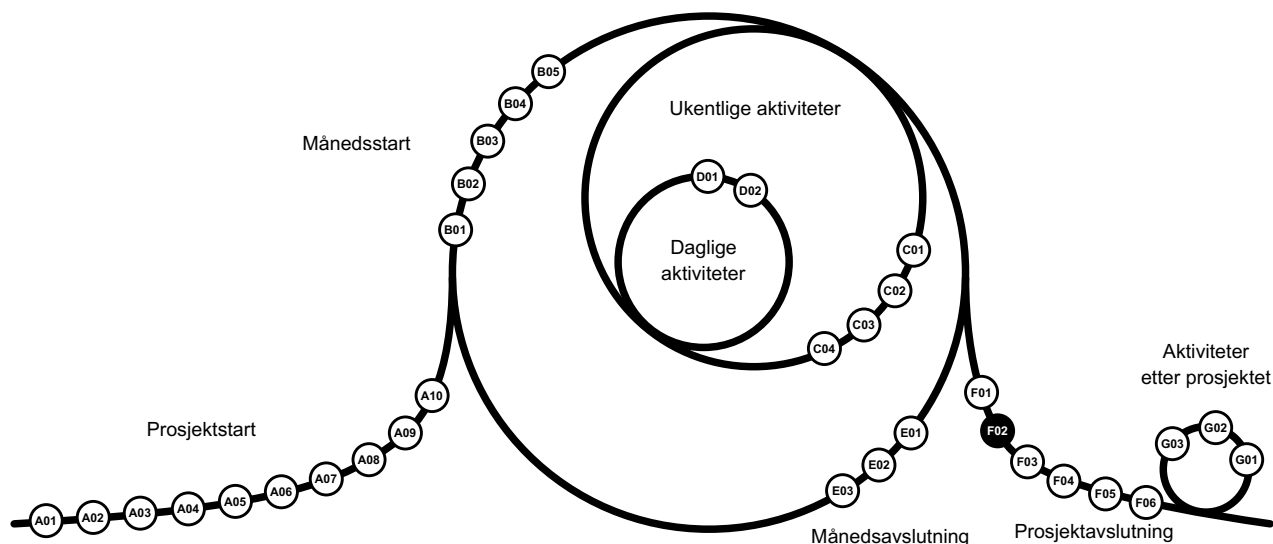 B05
B04
Ukentlige aktiviteter
Månedsstart
B03
B02
D01
D02
B01
Daglige
aktiviteter
C01
C02
C03
C04
Aktiviteter
etter prosjektet
A10
F01
Prosjektstart
A09
E01
F02
G02
G03
G01
A08
E02
F03
A07
F04
A06
E03
F05
A05
F06
A04
A03
A02
A01
Månedsavslutning
Prosjektavslutning